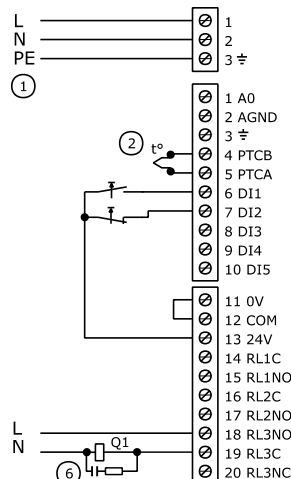 L 1
N 2
PE 3 ⏚
1
1 A0
2 AGND
2 t° 3 ⏚
4 PTCB
5 PTCA
6 DI1
7 DI2
8 DI3
9 DI4
10 DI5
11 0V
12 COM
13 24V
14 RL1C
15 RL1NO
16 RL2C
17 RL2NO
L 18 RL3NO
N Q1 19 RL3C
6 20 RL3NC